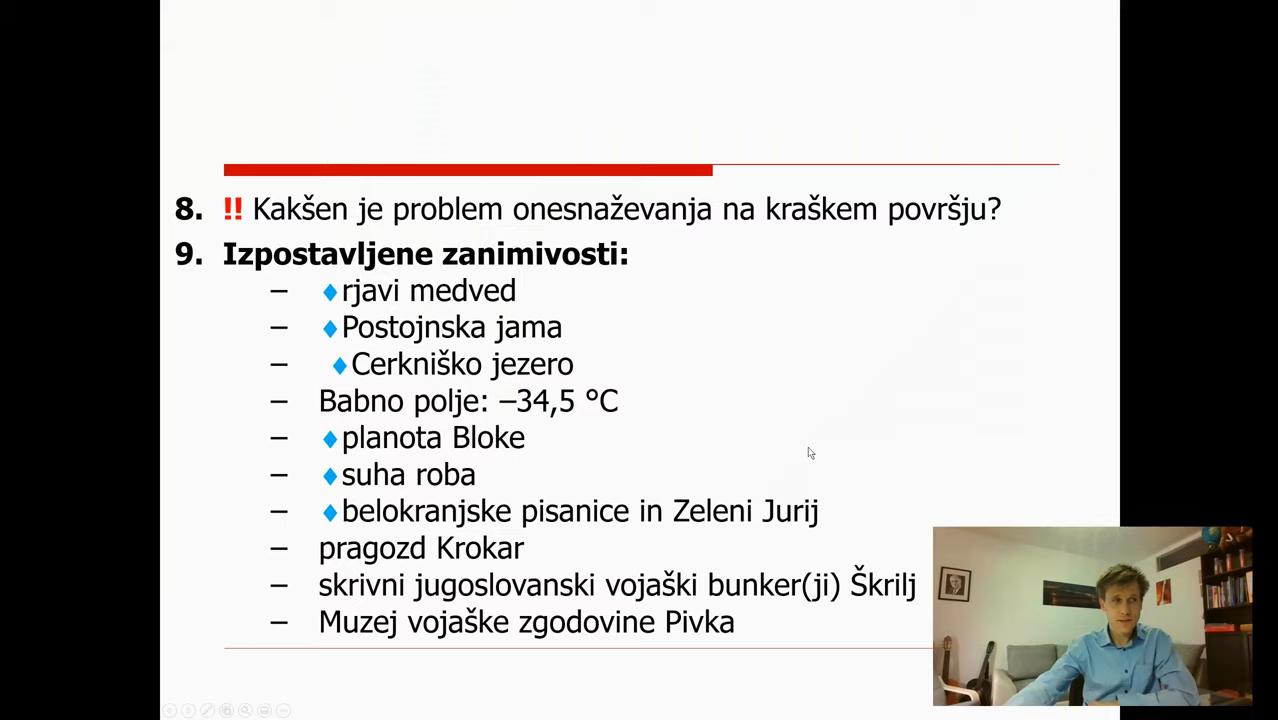 8. !! Kakšen je problem onesnaževanja na kraškem površju?
9. Izpostavljene zanimivosti:
– ♦rjavi medved
– ♦Postojnska jama
– ♦Cerkniško jezero
– Babno polje: –34,5 °C
– ♦planota Bloke
– ♦suha roba
– ♦belokranjske pisanice in Zeleni Jurij
– pragozd Krokar
– skrivni jugoslovanski vojaški bunker(ji) Škrilj
– Muzej vojaške zgodovine Pivka